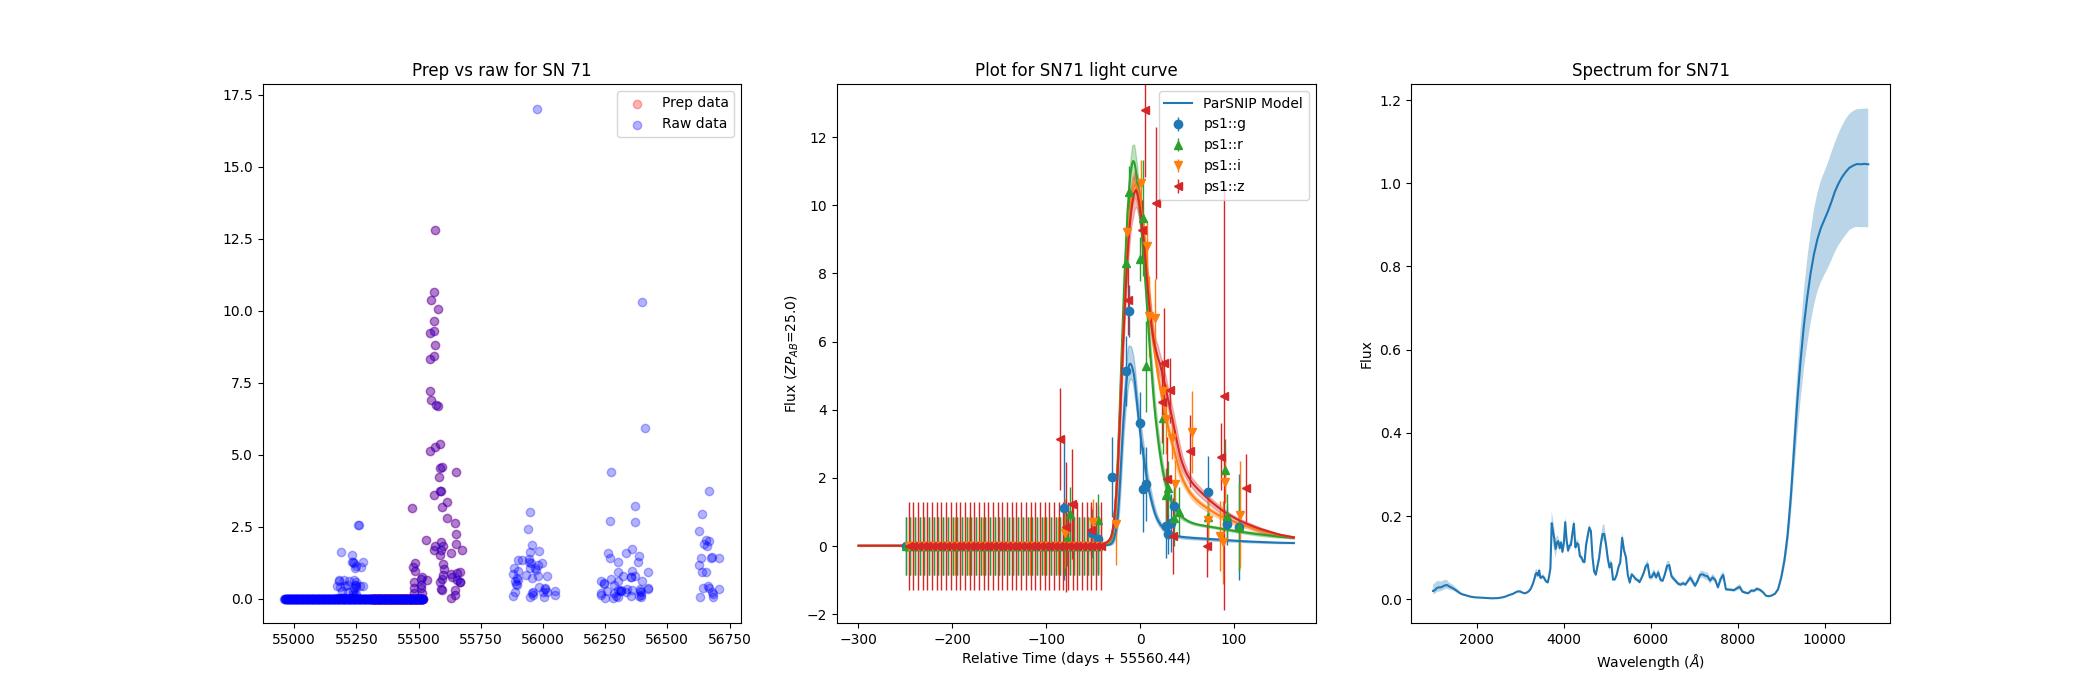 Prep vs raw for SN 71
17.5
15.0
12.5
10.0
7.5
5.0
2.5
0.0
55000
55250
55500
55750
56000
56250
56500
56750
Prep data
Raw data
Plot for SN71 light curve
Flux (ZP_AB=25.0)
12
10
8
6
4
2
0
−2
−300
−200
−100
0
100
Relative Time (days + 55560.44)
ParSNIP Model
ps1::g
ps1::r
ps1::i
ps1::z
Spectrum for SN71
Flux
1.2
1.0
0.8
0.6
0.4
0.2
0.0
2000
4000
6000
8000
10000
Wavelength (Å)